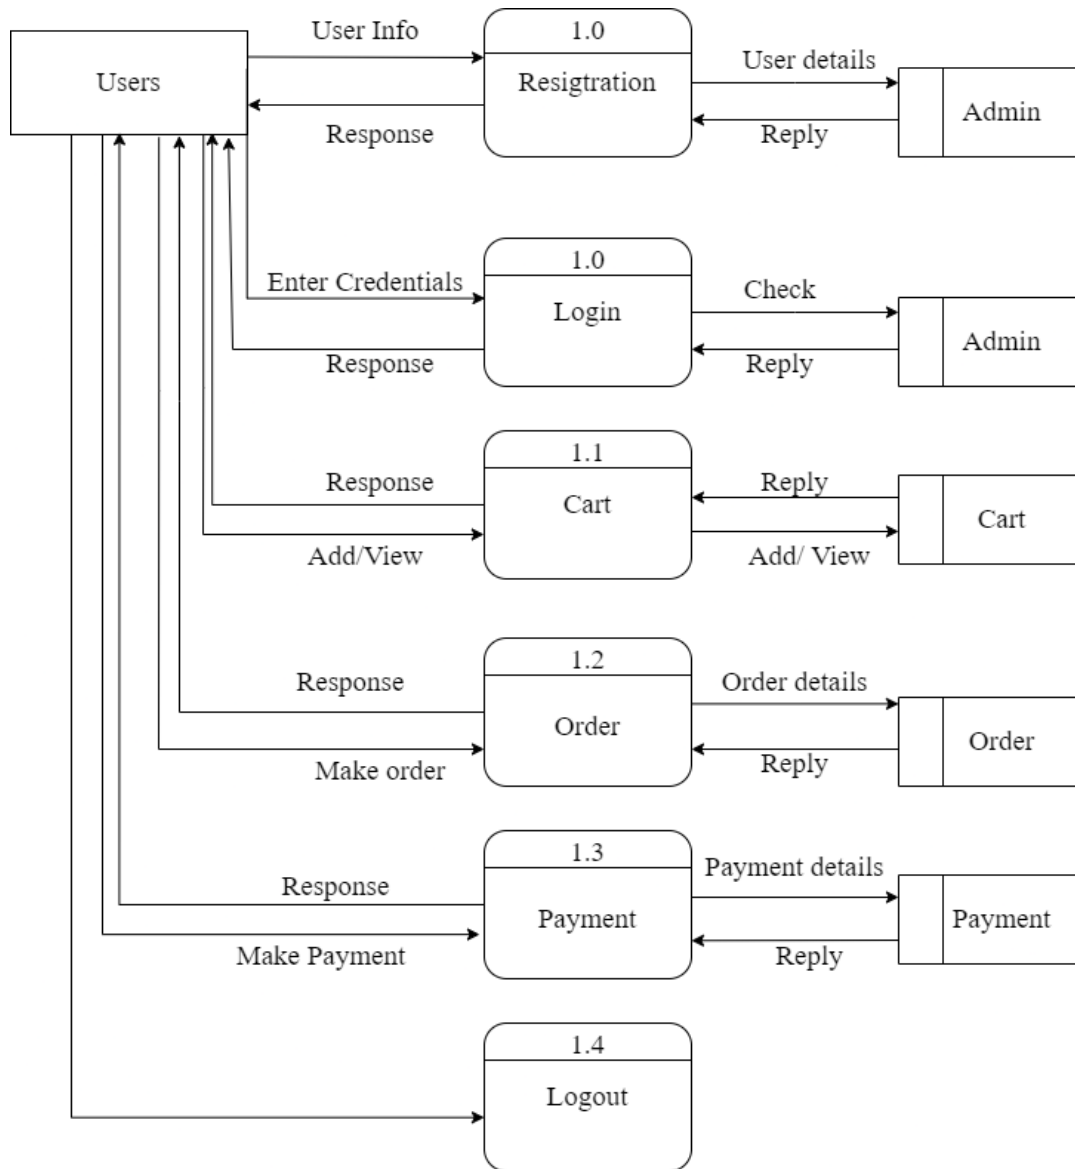 User Info
1.0
Users
Resigtration
User details
Admin
Response
Reply
1.0
Enter Credentials
Login
Check
Admin
Response
Reply
1.1
Response
Cart
Reply
Cart
Add/View
Add/ View
1.2
Response
Order
Order details
Order
Make order
Reply
1.3
Response
Payment
Payment details
Payment
Make Payment
Reply
1.4
Logout